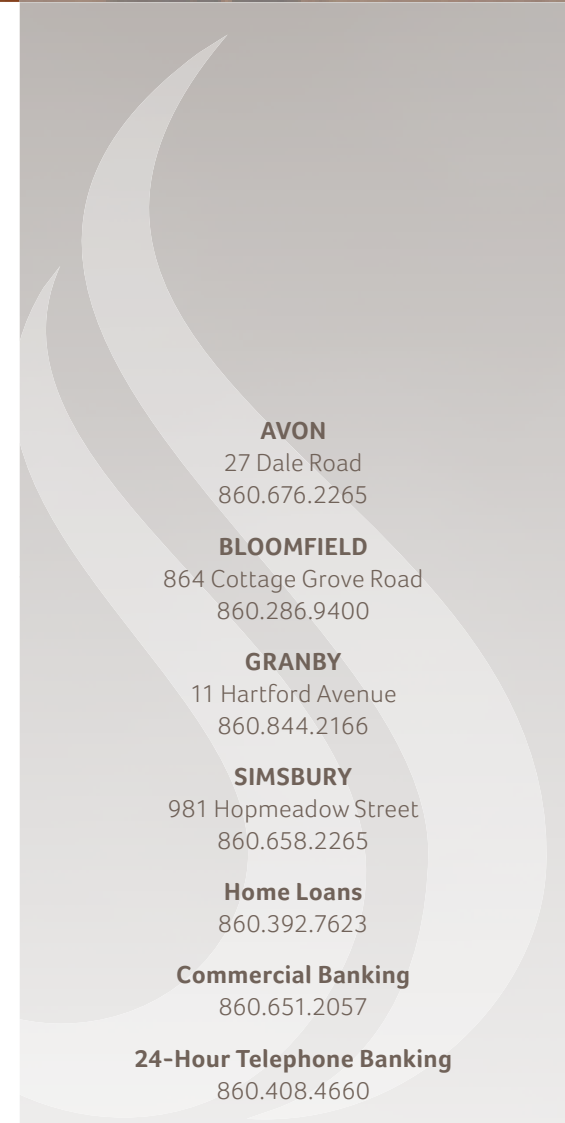 AVON
27 Dale Road
860.676.2265
BLOOMFIELD
864 Cottage Grove Road
860.286.9400
GRANBY
11 Hartford Avenue
860.844.2166
SIMSBURY
981 Hopmeadow Street
860.658.2265
Home Loans
860.392.7623
Commercial Banking
860.651.2057
24-Hour Telephone Banking
860.408.4660